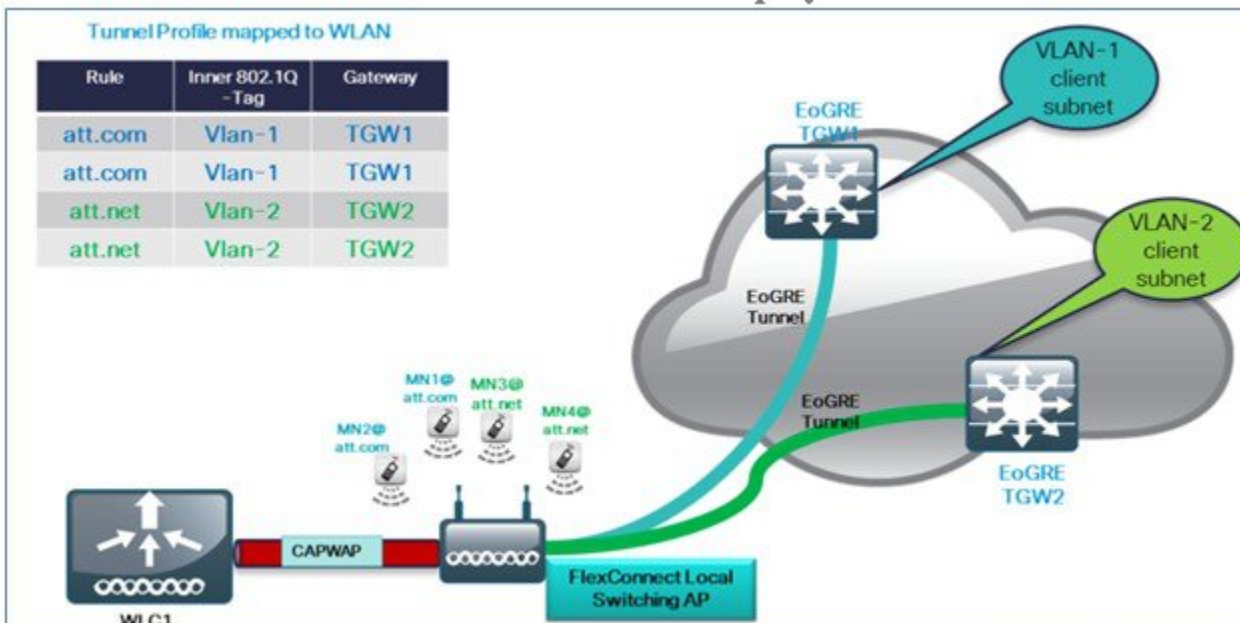 Tunnel Profile mapped to WLAN
Rule Inner 802.1Q Gateway
-Tag
att.com Vlan-1 TGW1
att.com Vlan-1 TGW1
att.net Vlan-2 TGW2
att.net Vlan-2 TGW2
VLAN-1
client
subnet
EoGRE
TGW1
VLAN-2
client
subnet
EoGRE
Tunnel
EoGRE
Tunnel
EoGRE
TGW2
MN1@
att.com
MN3@
att.net
MN2@
att.com
MN4@
att.net
CAPWAP
FlexConnect Local
Switching AP
WLC1